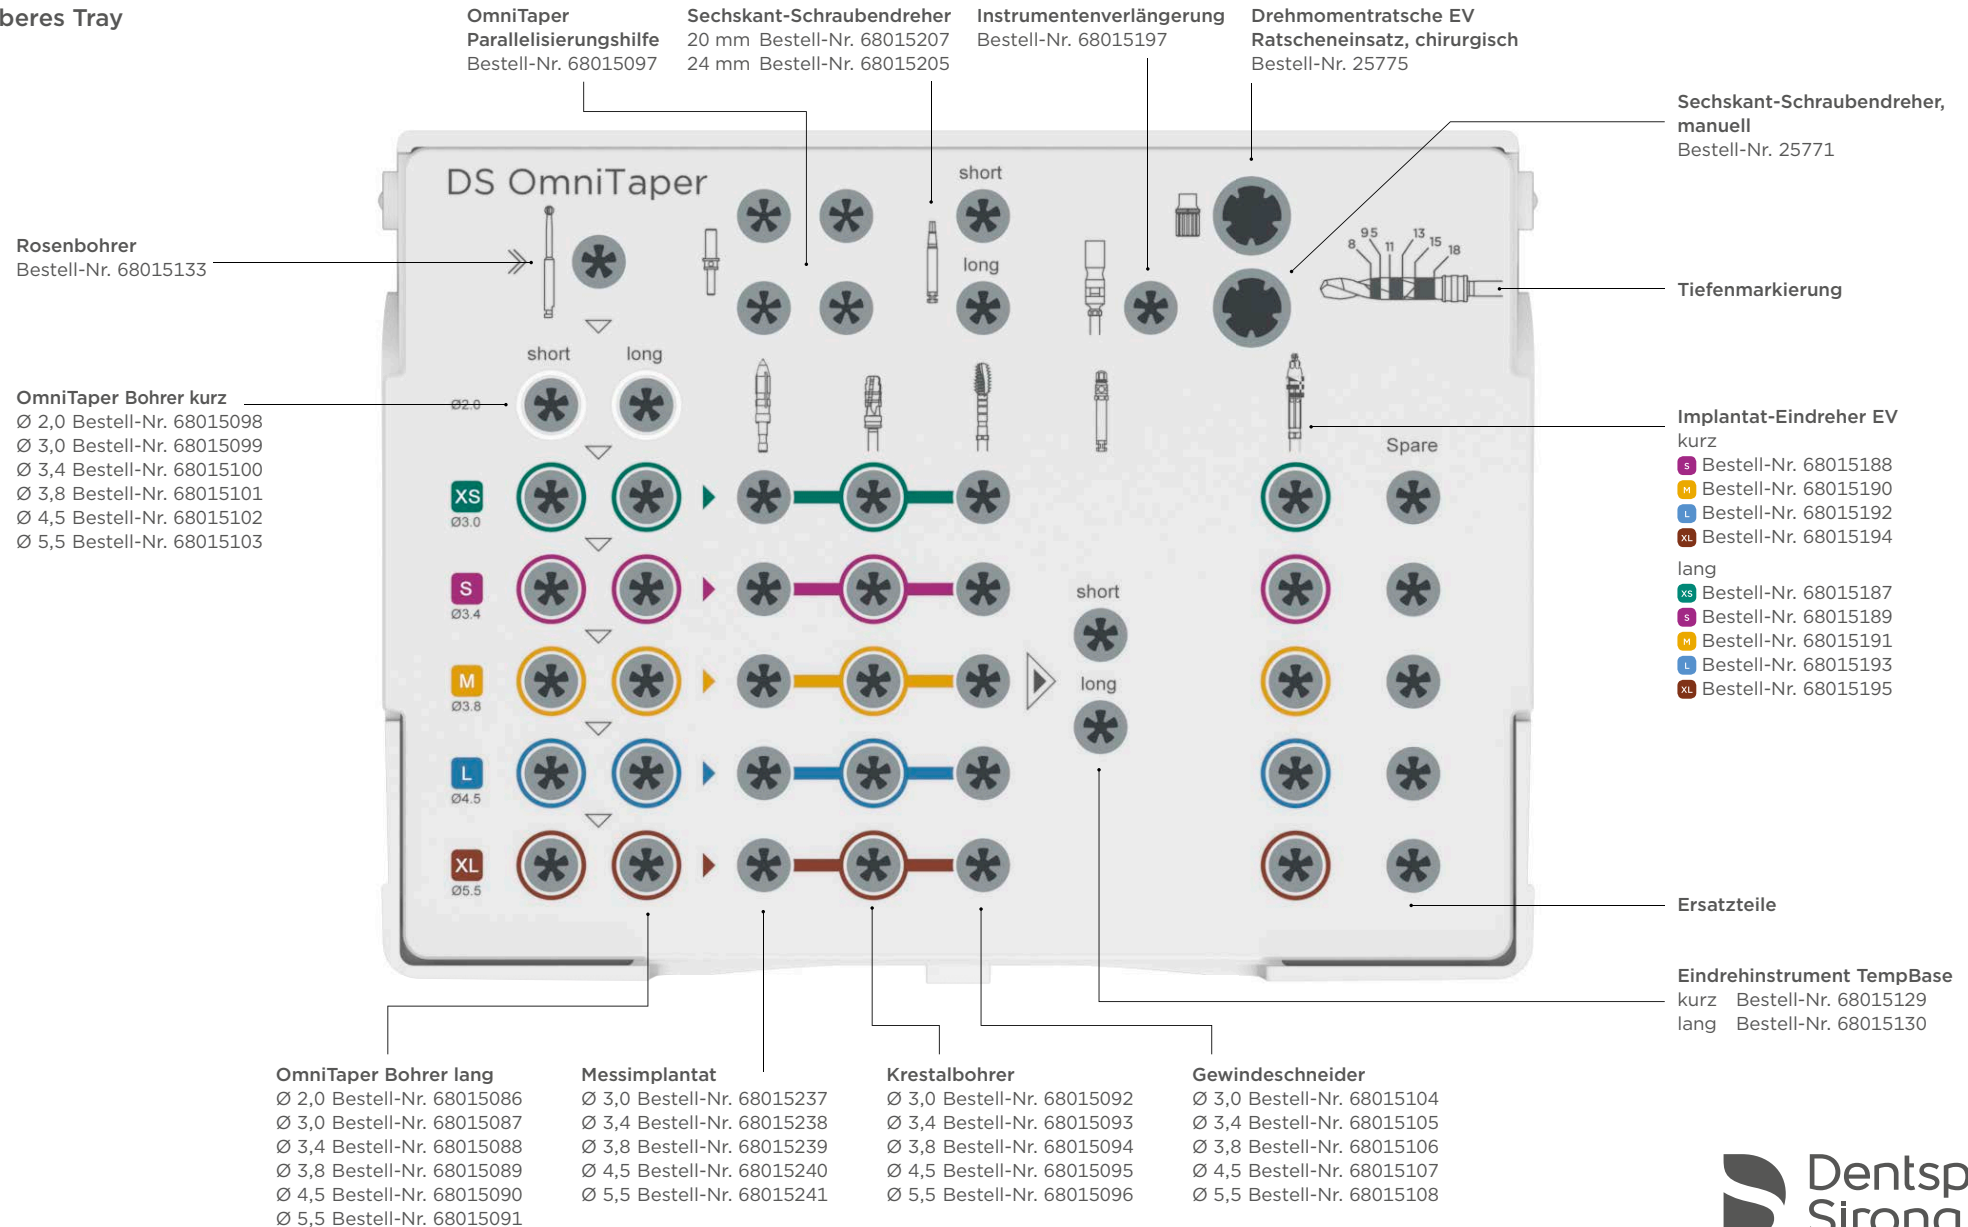 beres Tray
OmniTaper
Parallelisierungshilfe
Bestell-Nr. 68015097
Sechskant-Schraubendreher
20 mm Bestell-Nr. 68015207
24 mm Bestell-Nr. 68015205
Instrumentenverlängerung
Bestell-Nr. 68015197
Drehmomentratsche EV
Ratscheneinsatz, chirurgisch
Bestell-Nr. 25775
Sechskant-Schraubendreher,
manuell
Bestell-Nr. 25771
Rosenbohrer
Bestell-Nr. 68015133
Tiefenmarkierung
OmniTaper Bohrer kurz
Ø 2,0 Bestell-Nr. 68015098
Ø 3,0 Bestell-Nr. 68015099
Ø 3,4 Bestell-Nr. 68015100
Ø 3,8 Bestell-Nr. 68015101
Ø 4,5 Bestell-Nr. 68015102
Ø 5,5 Bestell-Nr. 68015103
DS OmniTaper
short
long
8 9.5 11 13 15 18
short long
Ø2.0
Spare
XS
Ø3.0
S
Ø3.4
short
M
Ø3.8
long
L
Ø4.5
XL
Ø5.5
Implantat-Eindreher EV
kurz
S Bestell-Nr. 68015188
M Bestell-Nr. 68015190
L Bestell-Nr. 68015192
XL Bestell-Nr. 68015194
lang
XS Bestell-Nr. 68015187
S Bestell-Nr. 68015189
M Bestell-Nr. 68015191
L Bestell-Nr. 68015193
XL Bestell-Nr. 68015195
Ersatzteile
Eindrehinstrument TempBase
kurz Bestell-Nr. 68015129
lang Bestell-Nr. 68015130
OmniTaper Bohrer lang
Ø 2,0 Bestell-Nr. 68015086
Ø 3,0 Bestell-Nr. 68015087
Ø 3,4 Bestell-Nr. 68015088
Ø 3,8 Bestell-Nr. 68015089
Ø 4,5 Bestell-Nr. 68015090
Ø 5,5 Bestell-Nr. 68015091
Messimplantat
Ø 3,0 Bestell-Nr. 68015237
Ø 3,4 Bestell-Nr. 68015238
Ø 3,8 Bestell-Nr. 68015239
Ø 4,5 Bestell-Nr. 68015240
Ø 5,5 Bestell-Nr. 68015241
Krestalbohrer
Ø 3,0 Bestell-Nr. 68015092
Ø 3,4 Bestell-Nr. 68015093
Ø 3,8 Bestell-Nr. 68015094
Ø 4,5 Bestell-Nr. 68015095
Ø 5,5 Bestell-Nr. 68015096
Gewindeschneider
Ø 3,0 Bestell-Nr. 68015104
Ø 3,4 Bestell-Nr. 68015105
Ø 3,8 Bestell-Nr. 68015106
Ø 4,5 Bestell-Nr. 68015107
Ø 5,5 Bestell-Nr. 68015108
Dentsp
Sirona